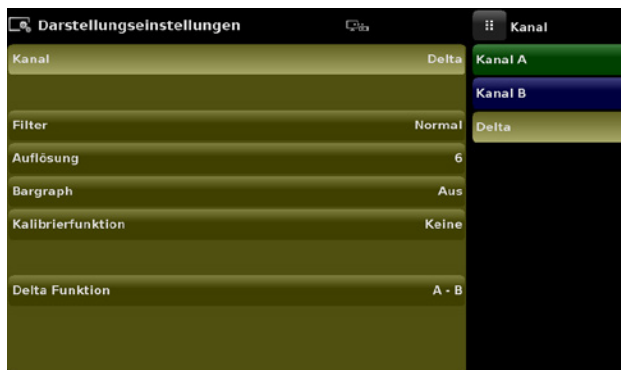 Darstellungseinstellungen
Kanal Delta
Filter Normal
Auflösung 6
Bargraph Aus
Kalibrierfunktion Keine
Delta Funktion A - B
Kanal
Kanal A
Kanal B
Delta